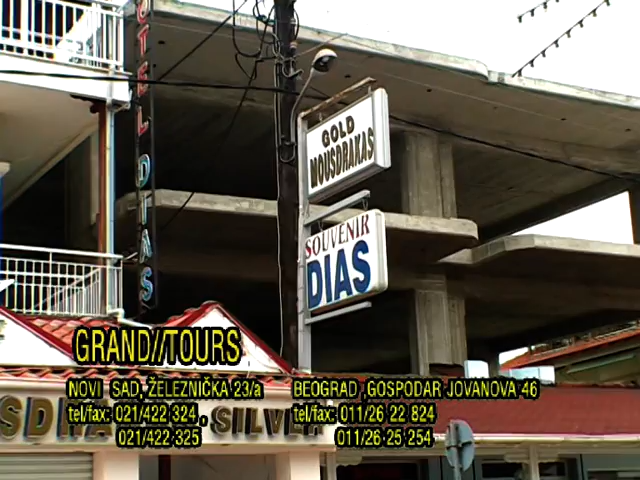 HOTEL DIAS
GOLD
MOUSDRAKAS
SOUVENIR
DIAS
GRAND//TOURS
NOVI SAD, ŽELEZNIČKA 23/a
tel/fax: 021/422 324 ,
021/422-325
BEOGRAD ,GOSPODAR JOVANOVA 46
tel/fax: 011/26 22 824
011/26-25-254
SDRA SILVER